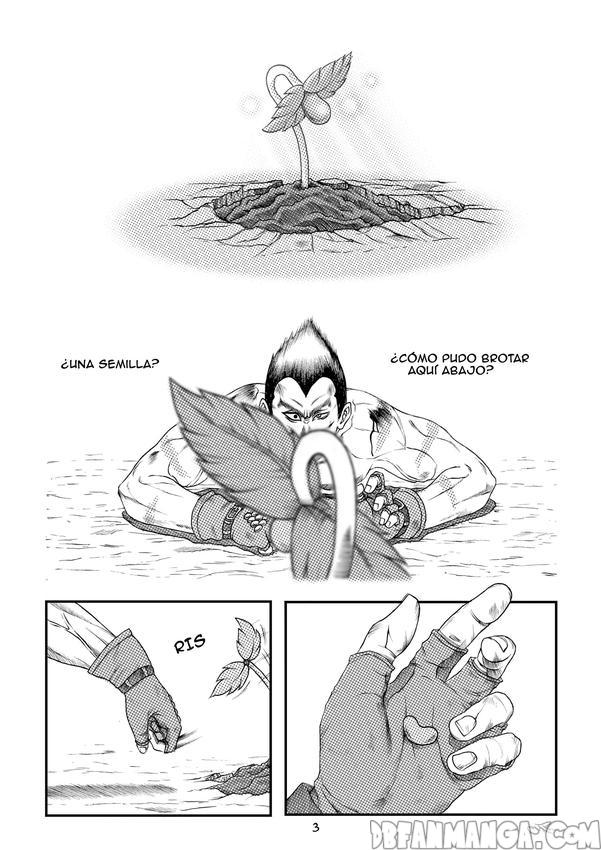 ¿UNA SEMILLA?
¿CÓMO PUDO BROTAR
AQUÍ ABAJO?
RIS
3
DBFANMANGA.COM